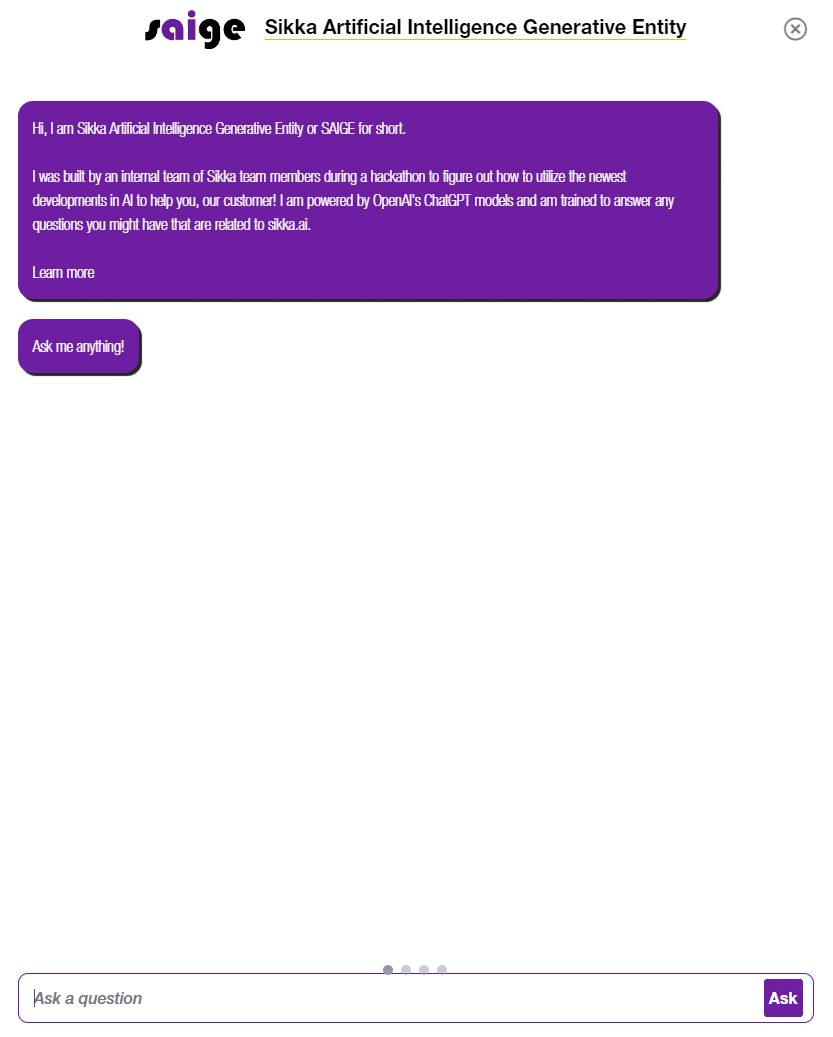 saige
Sikka Artificial Intelligence Generative Entity
Hi, I am Sikka Artificial Intelligence Generative Entity or SAIGE for short.
I was built by an internal team of Sikka team members during a hackathon to figure out how to utilize the newest
developments in AI to help you, our customer! I am powered by OpenAI's ChatGPT models and am trained to answer any
questions you might have that are related to sikka.ai.
Learn more
Ask me anything!
Ask a question
Ask